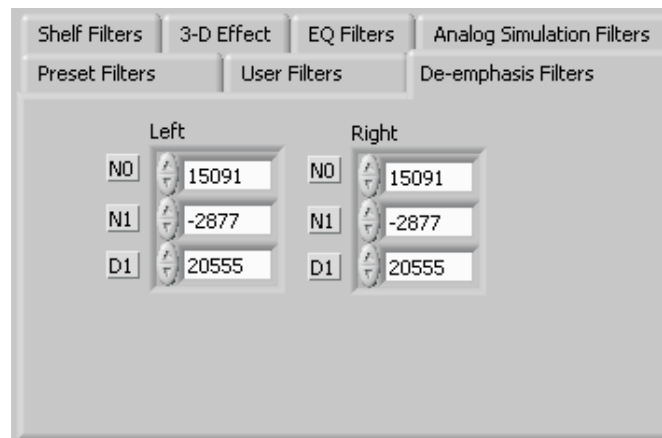 Shelf Filters 3-D Effect EQ Filters Analog Simulation Filters
Preset Filters User Filters De-emphasis Filters
Left Right
N0 15091 N0 15091
N1 -2877 N1 -2877
D1 20555 D1 20555